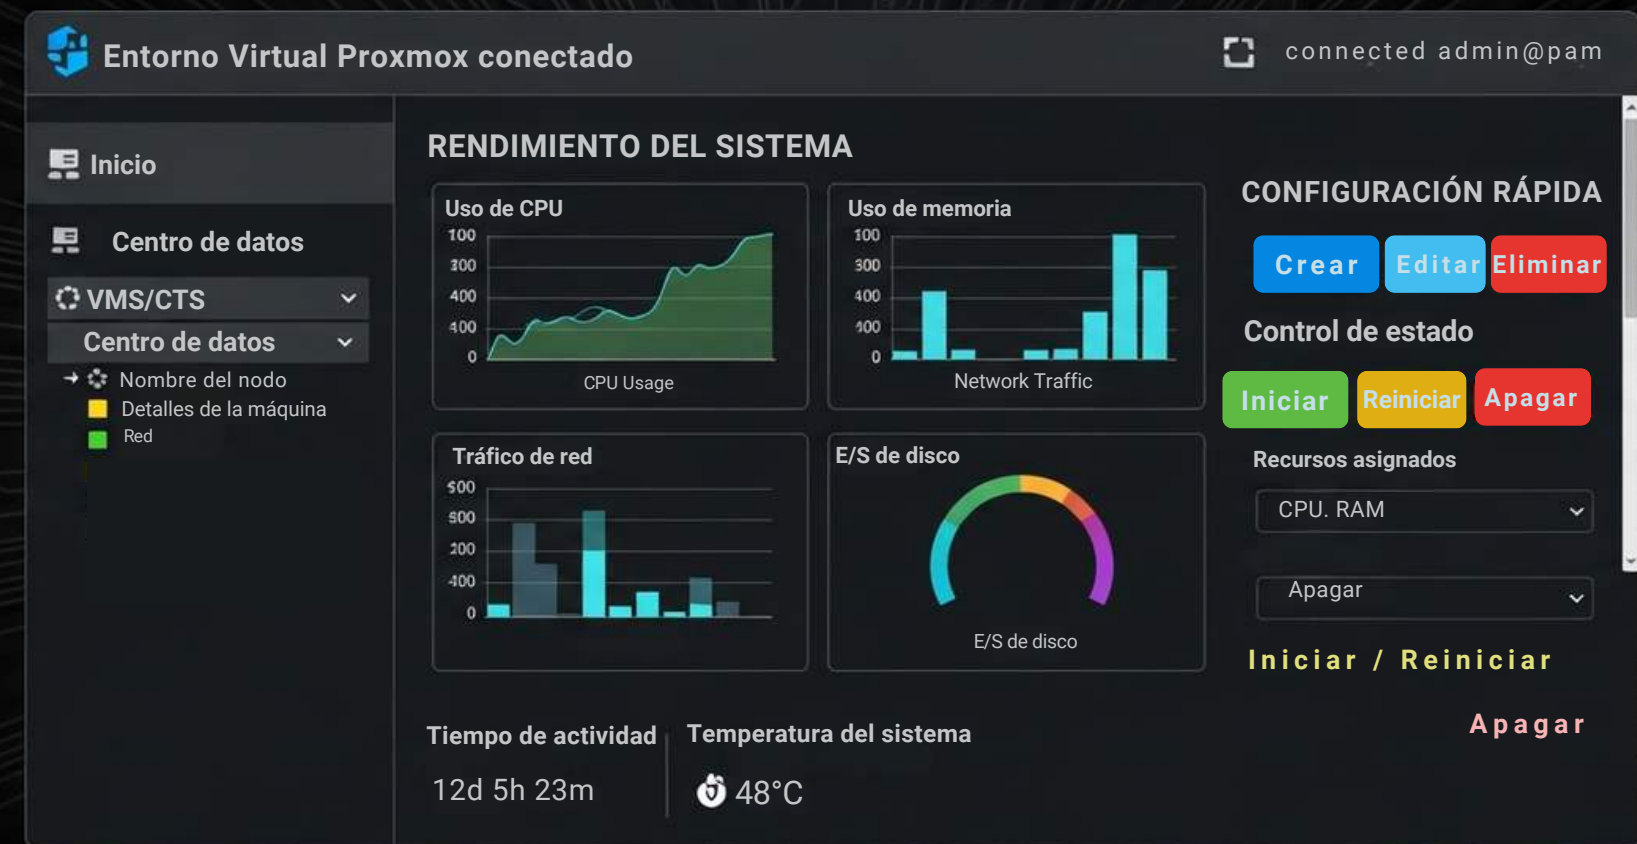 Entorno Virtual Proxmox conectado
connected admin@pam
Inicio
Centro de datos
VMS/CTS
Centro de datos
Nombre del nodo
Detalles de la máquina
Red
RENDIMIENTO DEL SISTEMA
Uso de CPU
100
300
400
400
0
CPU Usage
Uso de memoria
100
300
400
100
0
Network Traffic
Tráfico de red
500
500
200
400
0
E/S de disco
E/S de disco
Tiempo de actividad
12d 5h 23m
Temperatura del sistema
48°C
CONFIGURACIÓN RÁPIDA
Crear
Editar
Eliminar
Control de estado
Iniciar
Reiniciar
Apagar
Recursos asignados
CPU. RAM
Apagar
Iniciar / Reiniciar
Apagar